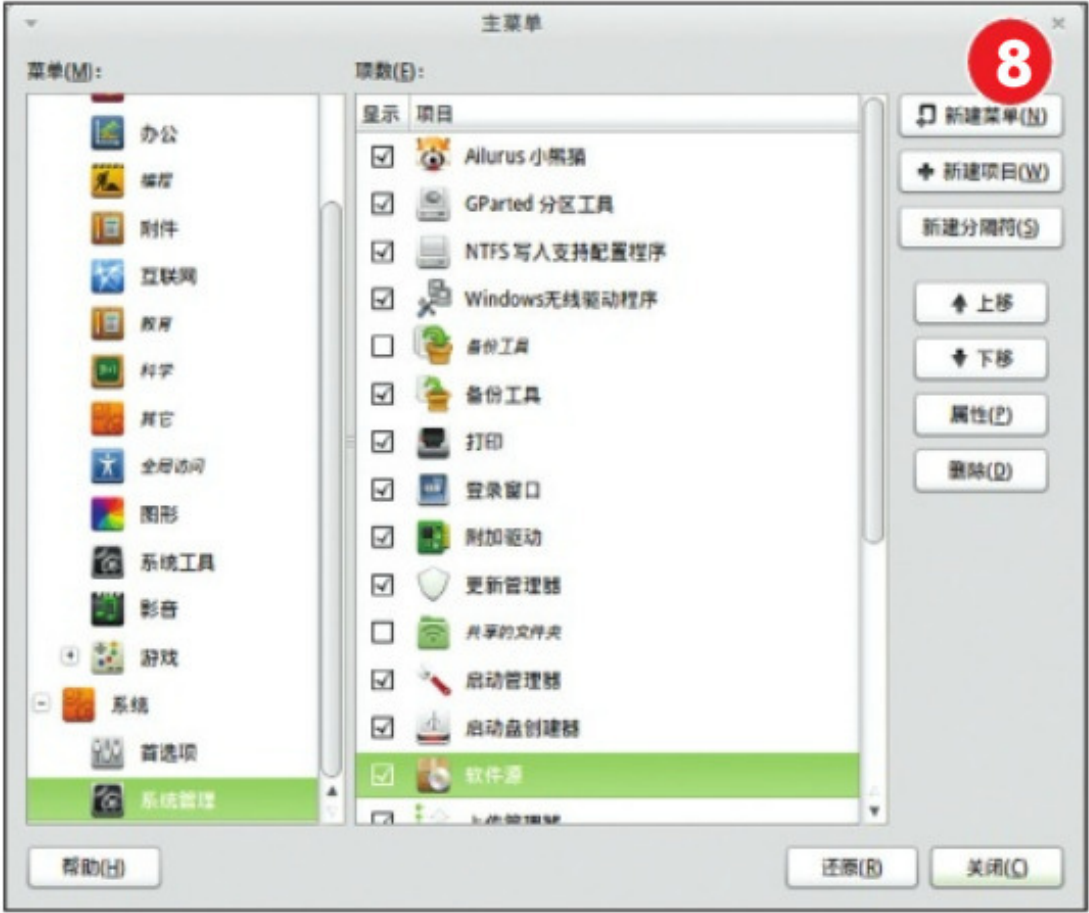 主菜单
8
菜单(M):
办公
编程
附件
互联网
教育
科学
其它
全局访问
图形
系统工具
影音
游戏
系统
首选项
系统管理
项数(E):
显示 项目
Ailurus 小熊猫
GParted 分区工具
NTFS 写入支持配置程序
Windows无线驱动程序
备份工具
备份工具
打印
登录窗口
附加驱动
更新管理器
共享的文件夹
启动管理器
启动盘创建器
软件源
上传管理器
新建菜单(N)
新建项目(W)
新建分隔符(S)
上移
下移
属性(P)
删除(D)
帮助(H)
还原(R)
关闭(C)